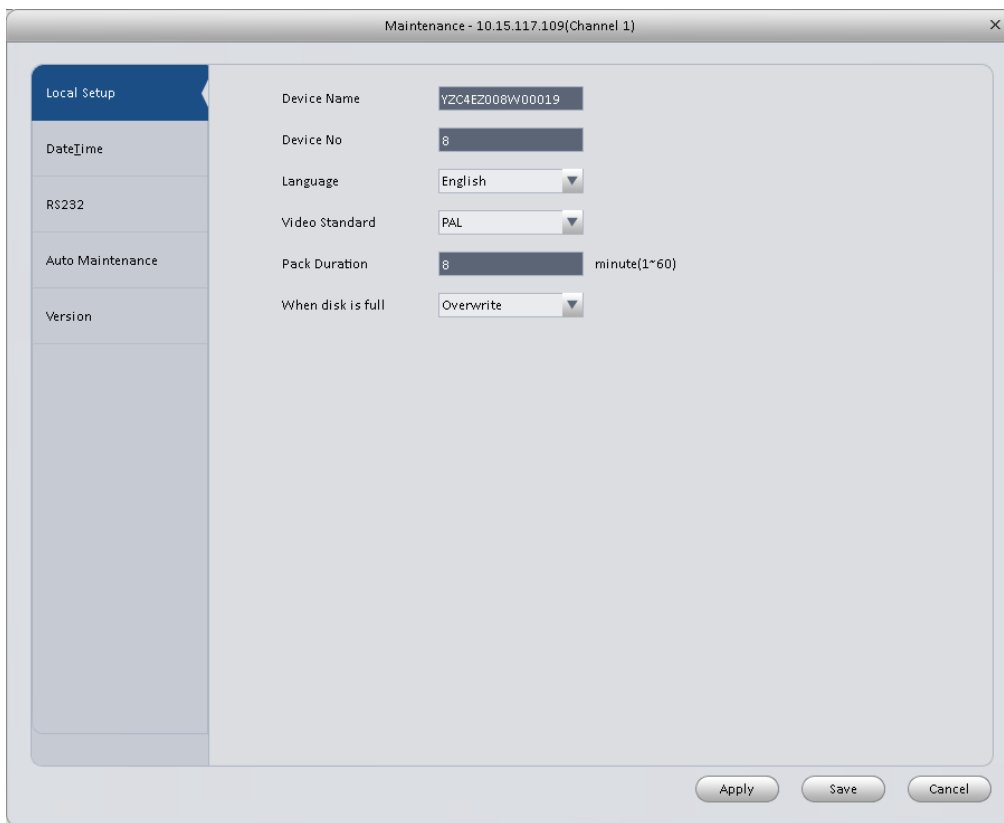 Maintenance - 10.15.117.109(Channel 1)
Local Setup
DateTime
RS232
Auto Maintenance
Version
Device Name YZC4EZ008W00019
Device No 8
Language English
Video Standard PAL
Pack Duration 8 minute(1~60)
When disk is full Overwrite
Apply Save Cancel